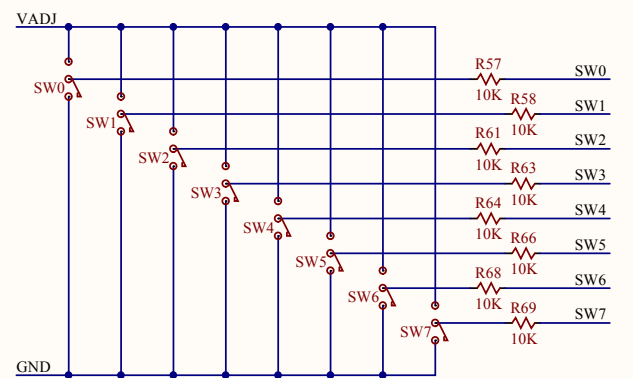 VADJ
R57
SW0
SW0
10K
R58
SW1
SW1
10K
R61
SW2
SW2
10K
R63
SW3
SW3
10K
R64
SW4
SW4
10K
R66
SW5
SW5
10K
R68
SW6
SW6
10K
R69
SW7
SW7
10K
GND